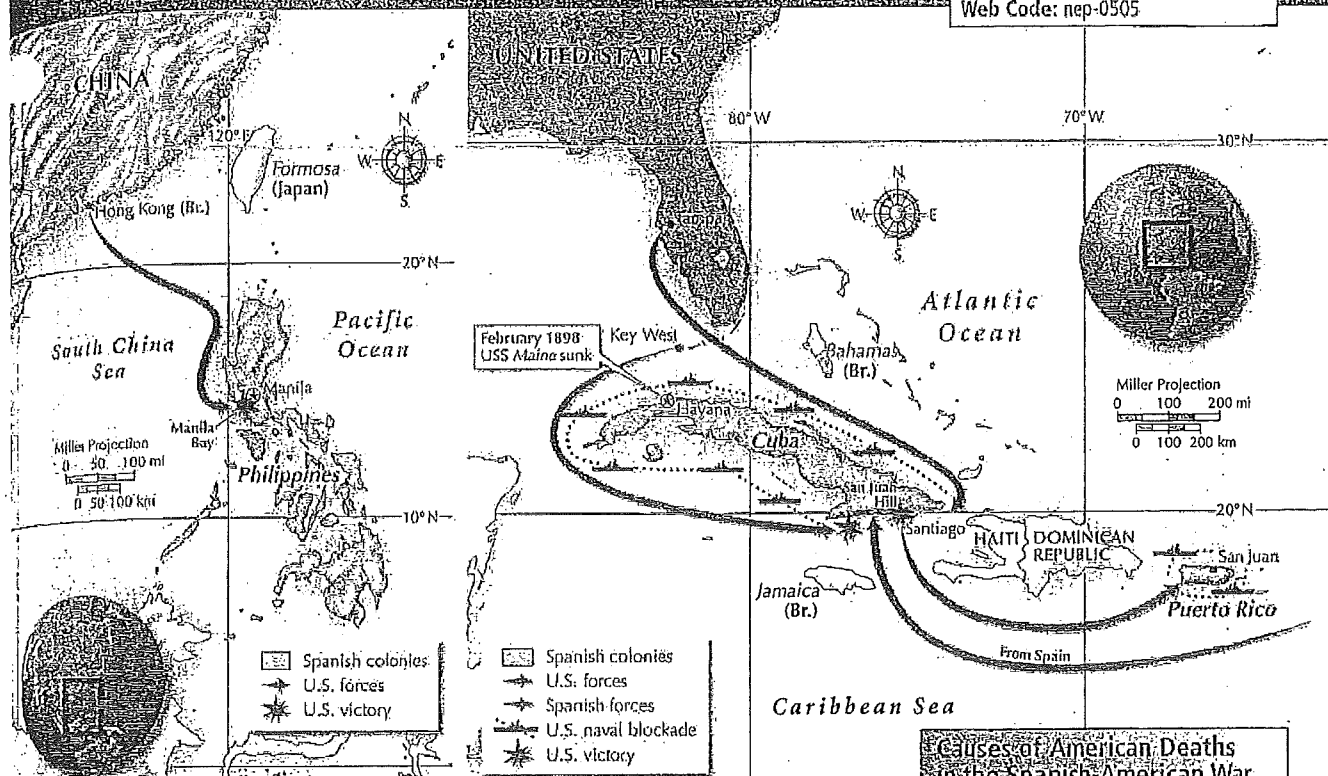 Web Code: nep-0505
CHINA
120° E
Formosa
(Japan)
N
W
E
S
Hong Kong (Br.)
20° N
South China
Sea
Pacific
Ocean
Manila
Manila
Bay
Miller Projection
0 50 100 mi
0 50 100 km
Philippines
10° N
Spanish colonies
U.S. forces
U.S. victory
UNITED STATES
80° W
70° W
30° N
Tampa
N
W
E
S
Atlantic
Ocean
February 1898
USS Maine sunk
Key West
Bahamas
(Br.)
Miller Projection
0 100 200 mi
0 100 200 km
Havana
Cuba
San Juan
Hill
20° N
Santiago
HAITI
DOMINICAN
REPUBLIC
San Juan
Jamaica
(Br.)
Puerto Rico
From Spain
Spanish colonies
U.S. forces
Spanish forces
U.S. naval blockade
U.S. victory
Caribbean Sea
Causes of American Deaths
in the Spanish-American War